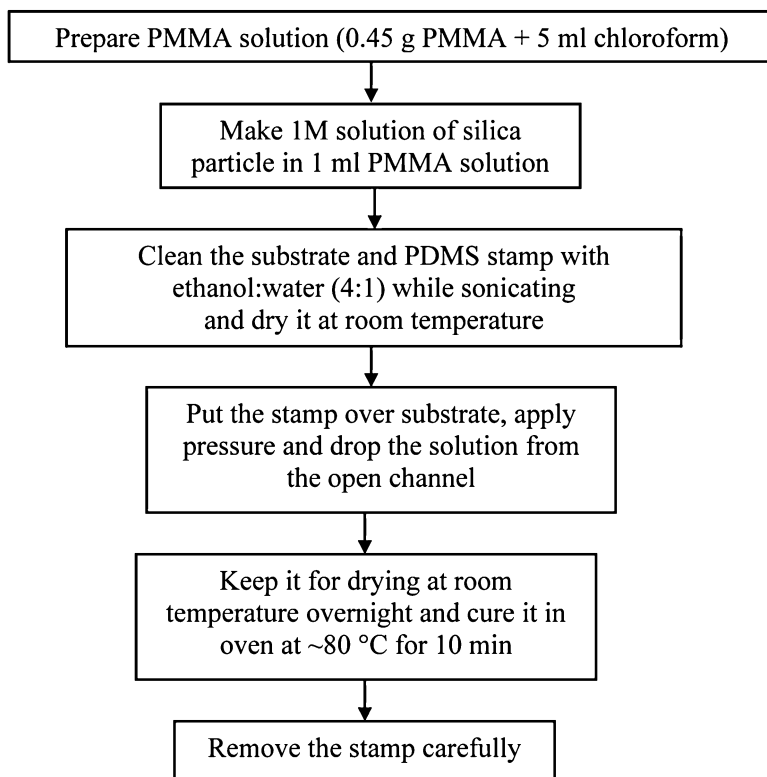 Prepare PMMA solution (0.45 g PMMA + 5 ml chloroform)
Make 1M solution of silica
particle in 1 ml PMMA solution
Clean the substrate and PDMS stamp with
ethanol:water (4:1) while sonicating
and dry it at room temperature
Put the stamp over substrate, apply
pressure and drop the solution from
the open channel
Keep it for drying at room
temperature overnight and cure it in
oven at ~80 °C for 10 min
Remove the stamp carefully